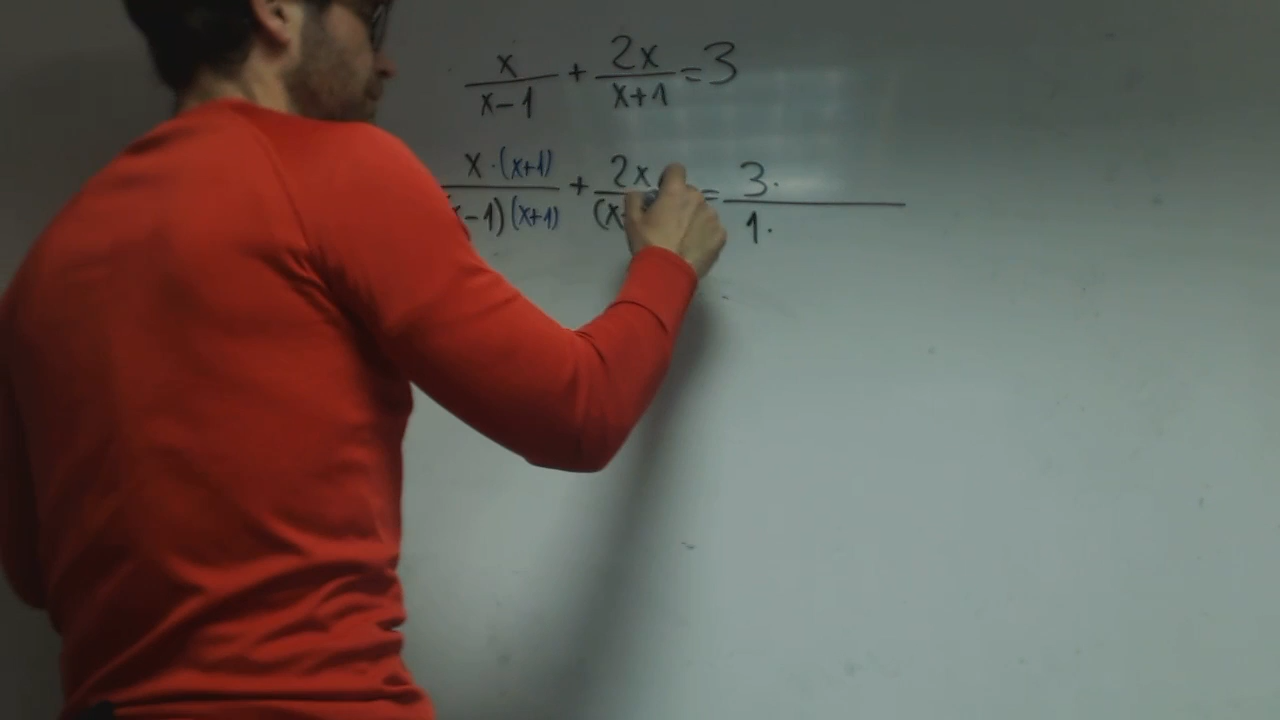 x/(x-1) + 2x/(x+1) = 3
x·(x+1)/(x-1)(x+1) + 2x/(x = 3·/1·